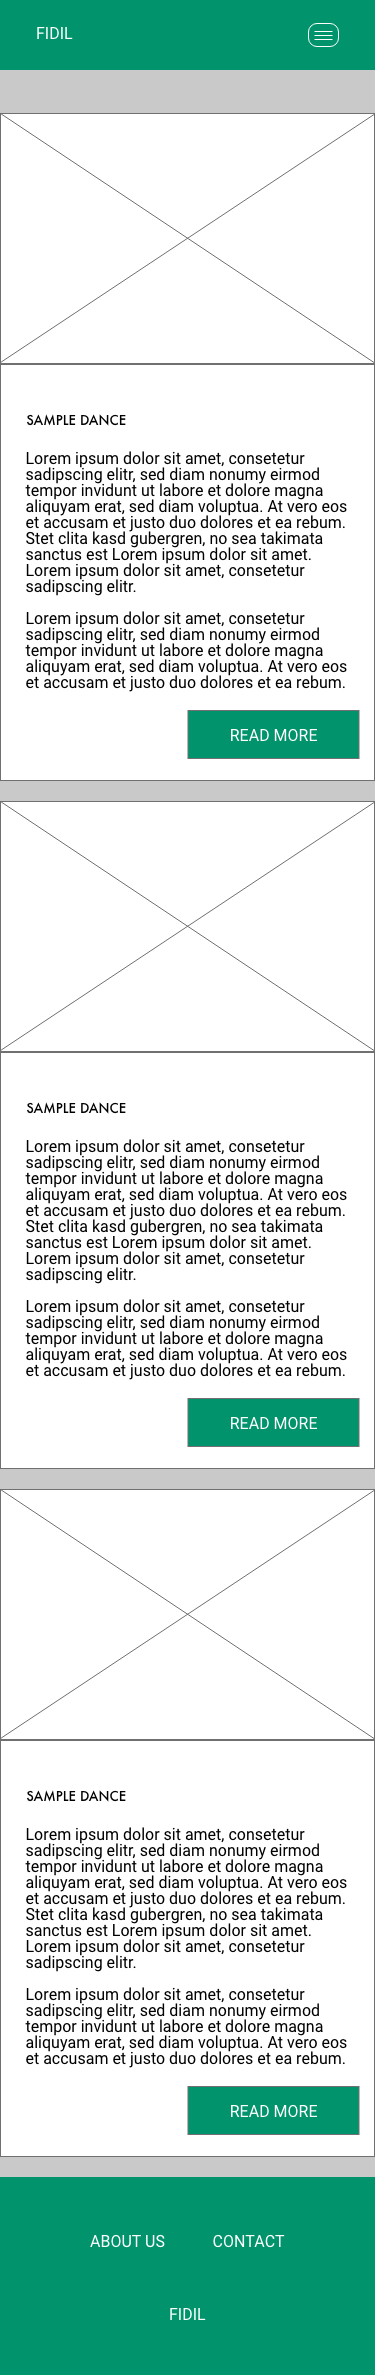 FIDIL
SAMPLE DANCE
Lorem ipsum dolor sit amet, consetetur
sadipscing elitr, sed diam nonumy eirmod
tempor invidunt ut labore et dolore magna
aliquyam erat, sed diam voluptua. At vero eos
et accusam et justo duo dolores et ea rebum.
Stet clita kasd gubergren, no sea takimata
sanctus est Lorem ipsum dolor sit amet.
Lorem ipsum dolor sit amet, consetetur
sadipscing elitr.
Lorem ipsum dolor sit amet, consetetur
sadipscing elitr, sed diam nonumy eirmod
tempor invidunt ut labore et dolore magna
aliquyam erat, sed diam voluptua. At vero eos
et accusam et justo duo dolores et ea rebum.
READ MORE
SAMPLE DANCE
Lorem ipsum dolor sit amet, consetetur
sadipscing elitr, sed diam nonumy eirmod
tempor invidunt ut labore et dolore magna
aliquyam erat, sed diam voluptua. At vero eos
et accusam et justo duo dolores et ea rebum.
Stet clita kasd gubergren, no sea takimata
sanctus est Lorem ipsum dolor sit amet.
Lorem ipsum dolor sit amet, consetetur
sadipscing elitr.
Lorem ipsum dolor sit amet, consetetur
sadipscing elitr, sed diam nonumy eirmod
tempor invidunt ut labore et dolore magna
aliquyam erat, sed diam voluptua. At vero eos
et accusam et justo duo dolores et ea rebum.
READ MORE
SAMPLE DANCE
Lorem ipsum dolor sit amet, consetetur
sadipscing elitr, sed diam nonumy eirmod
tempor invidunt ut labore et dolore magna
aliquyam erat, sed diam voluptua. At vero eos
et accusam et justo duo dolores et ea rebum.
Stet clita kasd gubergren, no sea takimata
sanctus est Lorem ipsum dolor sit amet.
Lorem ipsum dolor sit amet, consetetur
sadipscing elitr.
Lorem ipsum dolor sit amet, consetetur
sadipscing elitr, sed diam nonumy eirmod
tempor invidunt ut labore et dolore magna
aliquyam erat, sed diam voluptua. At vero eos
et accusam et justo duo dolores et ea rebum.
READ MORE
ABOUT US CONTACT
FIDIL